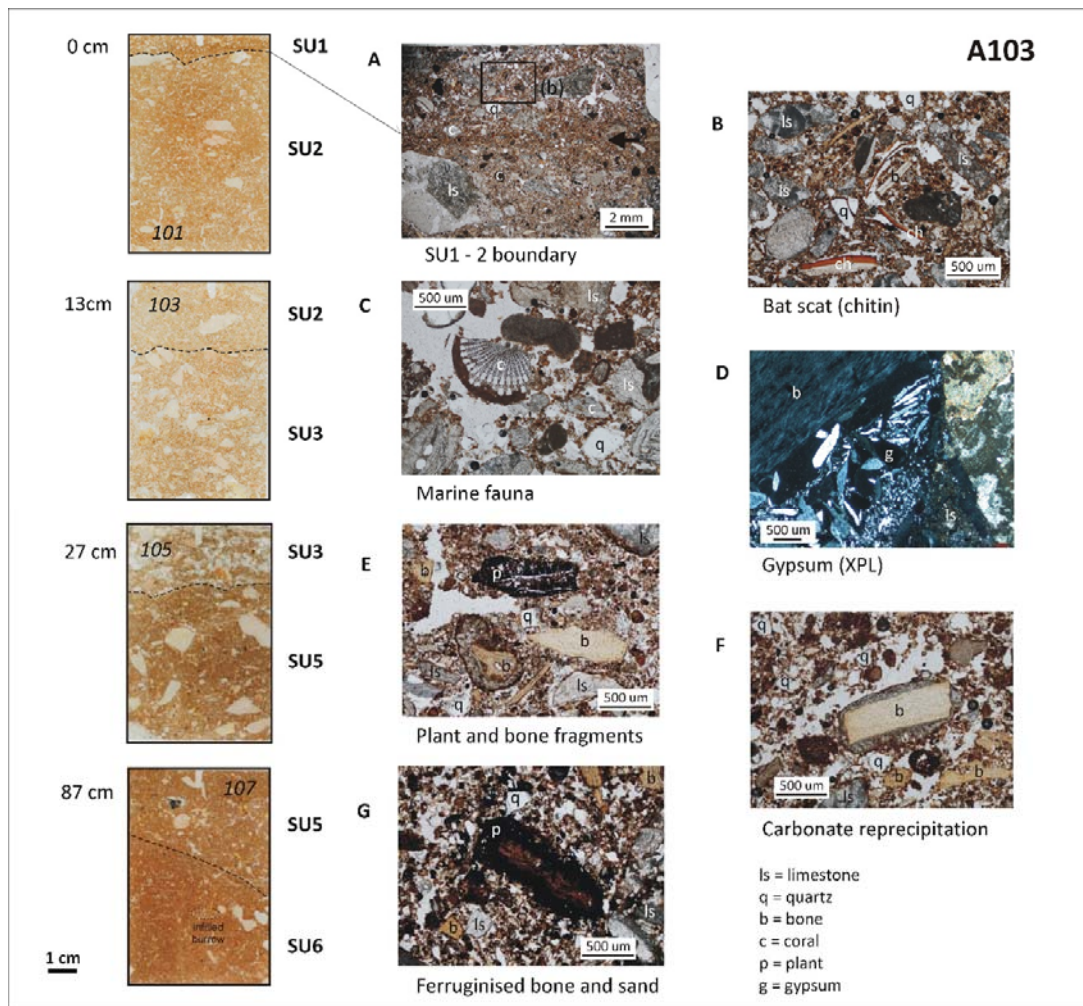 A103
0 cm
SU1
SU2
101
A
(b)
q
c
c
ls
2 mm
SU1 - 2 boundary
B
q
ls
ls
ls
b
q
ch
ch
500 um
Bat scat (chitin)
13cm
103
SU2
SU3
C
500 um
ls
c
ls
c
q
Marine fauna
D
b
g
ls
500 um
Gypsum (XPL)
27 cm
105
SU3
SU5
E
ls
b
c
p
q
b
b
ls
ls
q
500 um
Plant and bone fragments
F
q
q
q
b
q
b
b
ls
500 um
Carbonate reprecipitation
87 cm
107
SU5
infilled
burrow
SU6
1 cm
G
b
q
p
ls
b
ls
500 um
Ferruginised bone and sand
ls = limestone
q = quartz
b = bone
c = coral
p = plant
g = gypsum